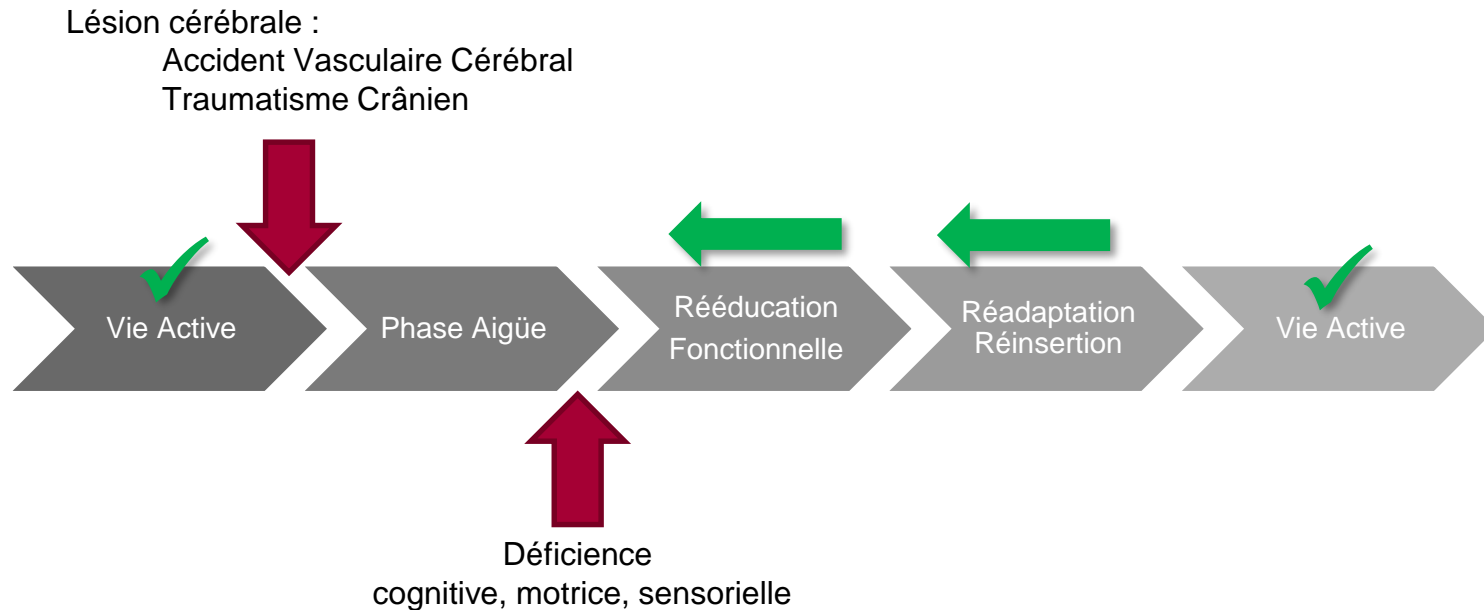 Lésion cérébrale :
Accident Vasculaire Cérébral
Traumatisme Crânien
Vie Active
Phase Aigüe
Rééducation
Fonctionnelle
Réadaptation
Réinsertion
Vie Active
Déficience
cognitive, motrice, sensorielle